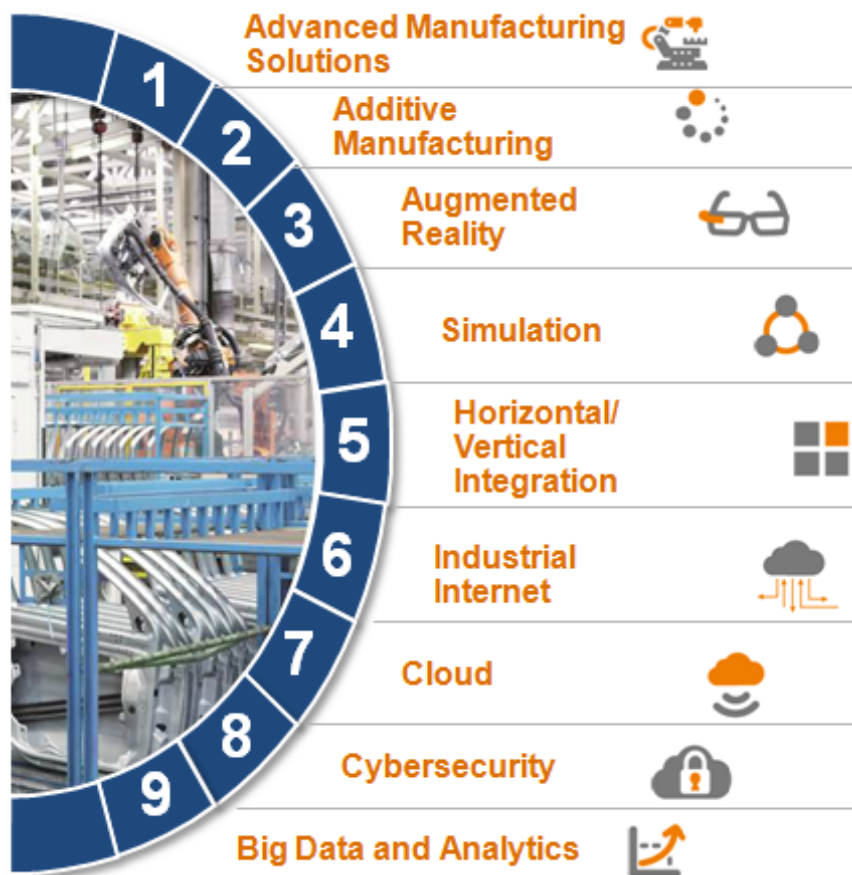 1
Advanced Manufacturing
Solutions
2
Additive
Manufacturing
3
Augmented
Reality
4
Simulation
5
Horizontal/
Vertical
Integration
6
Industrial
Internet
7
Cloud
8
Cybersecurity
9
Big Data and Analytics